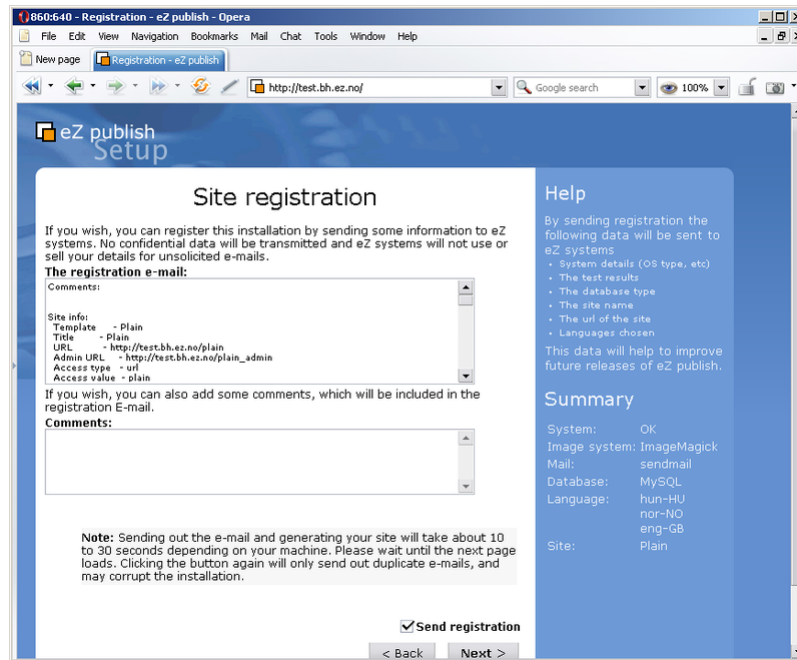 860:640 - Registration - eZ publish - Opera
File Edit View Navigation Bookmarks Mail Chat Tools Window Help
New page Registration - eZ publish
http://test.bh.ez.no/ Google search 100%
eZ publish
Setup
Site registration
If you wish, you can register this installation by sending some information to eZ
systems. No confidential data will be transmitted and eZ systems will not use or
sell your details for unsolicited e-mails.
The registration e-mail:
Comments:
Site info:
Template - Plain
Title - Plain
URL - http://test.bh.ez.no/plain
Admin URL - http://test.bh.ez.no/plain_admin
Access type - url
Access value - plain
If you wish, you can also add some comments, which will be included in the
registration E-mail.
Comments:
Note: Sending out the e-mail and generating your site will take about 10
to 30 seconds depending on your machine. Please wait until the next page
loads. Clicking the button again will only send out duplicate e-mails, and
may corrupt the installation.
Send registration
< Back Next >
Help
By sending registration the
following data will be sent to
eZ systems
• System details (OS type, etc)
• The test results
• The database type
• The site name
• The url of the site
• Languages chosen
This data will help to improve
future releases of eZ publish.
Summary
System: OK
Image system: ImageMagick
Mail: sendmail
Database: MySQL
Language: hun-HU
nor-NO
eng-GB
Site: Plain